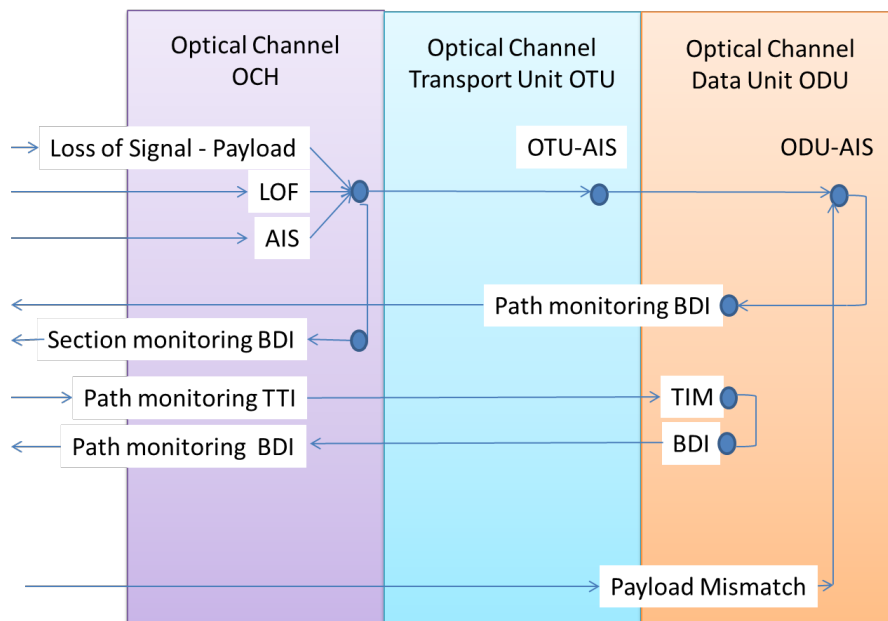 Optical Channel
OCH
Optical Channel
Transport Unit OTU
Optical Channel
Data Unit ODU
Loss of Signal - Payload
OTU-AIS
ODU-AIS
LOF
AIS
Path monitoring BDI
Section monitoring BDI
Path monitoring TTI
TIM
Path monitoring BDI
BDI
Payload Mismatch